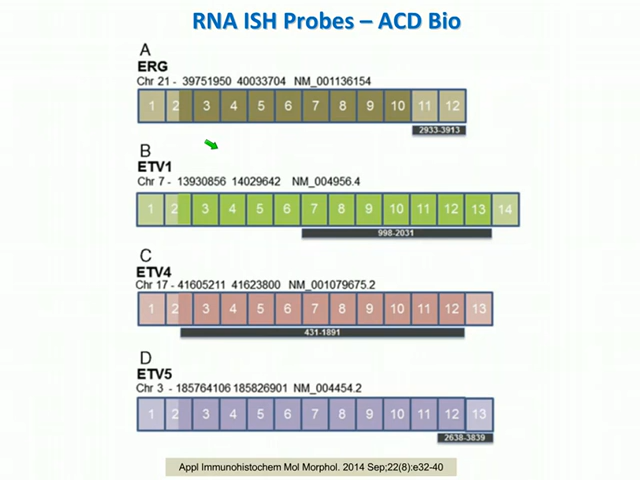 RNA ISH Probes – ACD Bio
A
ERG
Chr 21 - 39751950 40033704 NM_001136154
1 2 3 4 5 6 7 8 9 10 11 12
2933-3913
B
ETV1
Chr 7 - 13930856 14029642 NM_004956.4
1 2 3 4 5 6 7 8 9 10 11 12 13 14
998-2031
C
ETV4
Chr 17 - 41605211 41623800 NM_001079675.2
1 2 3 4 5 6 7 8 9 10 11 12 13
431-1891
D
ETV5
Chr 3 - 185764106 185826901 NM_004454.2
1 2 3 4 5 6 7 8 9 10 11 12 13
2638-3839
Appl Immunohistochem Mol Morphol. 2014 Sep;22(8):e32-40